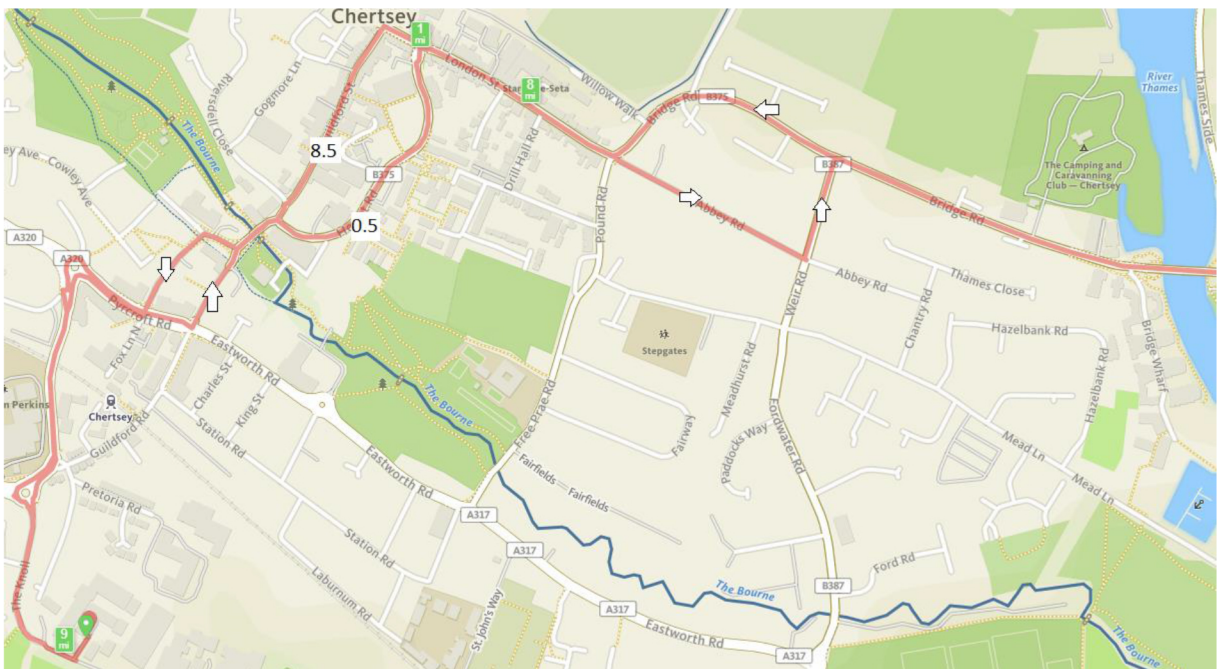 Chertsey
1
mi
London St
8
mi
Willow Walk
Bridge Rd
B375
River
Thames
Thames Side
Riversdell Close
Gogmore Ln
The Bourne
8.5
B375
Drill Hall Rd
B387
The Camping and
Caravanning
Club — Chertsey
Cowley Ave
0.5
Pound Rd
Abbey Rd
Bridge Rd
A320
A320
Abbey Rd
Thames Close
Pyrcroft Rd
Weir Rd
Chantry Rd
Hazelbank Rd
Bridge Wharf
Fox Ln N
Eastworth Rd
Stepgates
Meadhurst Rd
Hazelbank Rd
Charles St
King St
Chertsey
The Bourne
Free Prae Rd
Fairway
Fordwater Rd
Mead Ln
Guildford Rd
Station Rd
Paddocks Way
Mead Ln
Eastworth Rd
Fairfields
Fairfields
Pretoria Rd
A317
Station Rd
A317
Ford Rd
The Knoll
Laburnum Rd
St. John's Way
The Bourne
B387
A317
Eastworth Rd
9
mi
A317
The Bourne